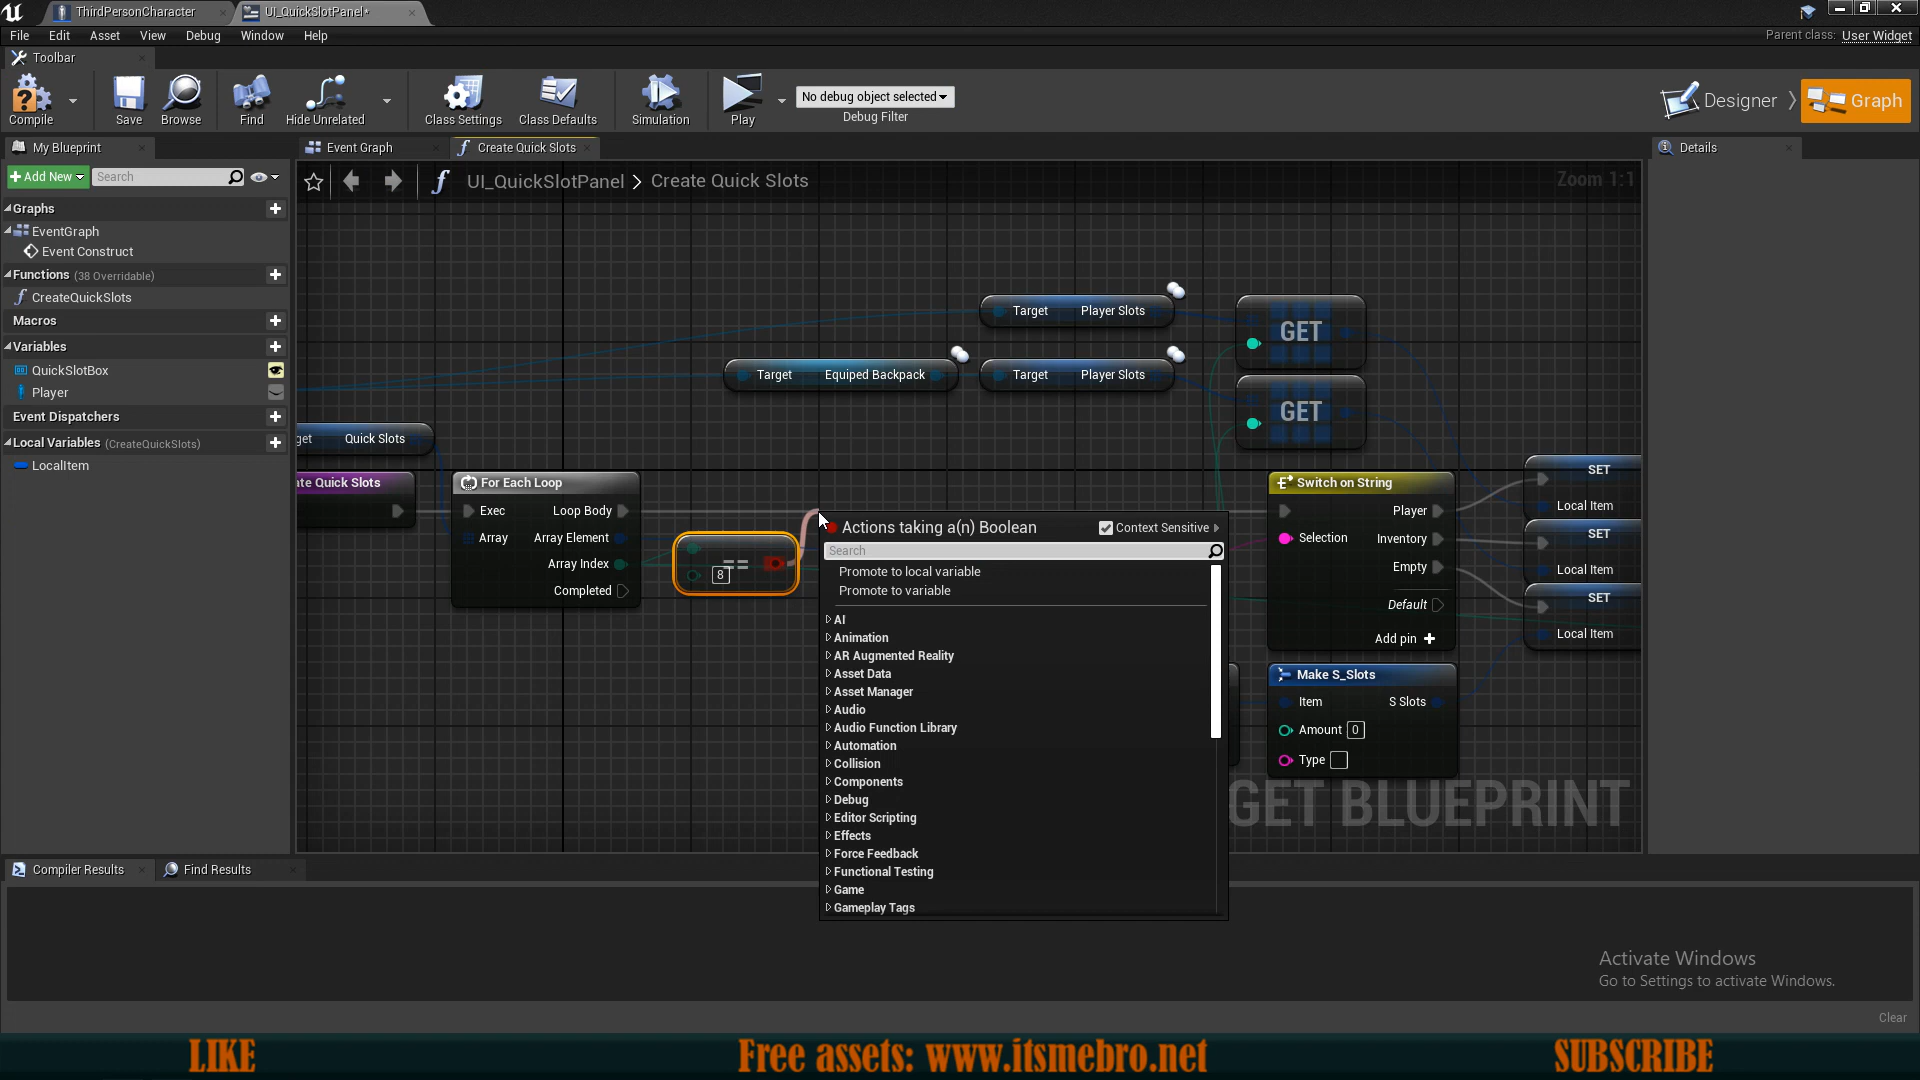 ThirdPersonCharacter
UI_QuickSlotPanel*
File Edit Asset View Debug Window Help
Parent class: User Widget
Toolbar
Compile Save Browse Find Hide Unrelated Class Settings Class Defaults Simulation Play
No debug object selected
Debug Filter
Designer Graph
My Blueprint
Event Graph
Create Quick Slots
Details
Add New
Search
UI_QuickSlotPanel > Create Quick Slots
Zoom 1:1
Graphs
EventGraph
Event Construct
Functions (38 Overridable)
CreateQuickSlots
Macros
Variables
QuickSlotBox
Player
Event Dispatchers
Local Variables (CreateQuickSlots)
LocalItem
Target Player Slots
GET
Target Equiped Backpack
Target Player Slots
GET
get Quick Slots
te Quick Slots
For Each Loop
Exec Loop Body
Array Array Element
Array Index
Completed
==
8
Actions taking a(n) Boolean
Context Sensitive
Search
Promote to local variable
Promote to variable
AI
Animation
AR Augmented Reality
Asset Data
Asset Manager
Audio
Audio Function Library
Automation
Collision
Components
Debug
Editor Scripting
Effects
Force Feedback
Functional Testing
Game
Gameplay Tags
Switch on String
Player
Selection Inventory
Empty
Default
Add pin +
SET
Local Item
SET
Local Item
SET
Local Item
Make S_Slots
Item S Slots
Amount 0
Type
GET BLUEPRINT
Compiler Results
Find Results
Activate Windows
Go to Settings to activate Windows.
Clear
LIKE
Free assets: www.itsmebro.net
SUBSCRIBE